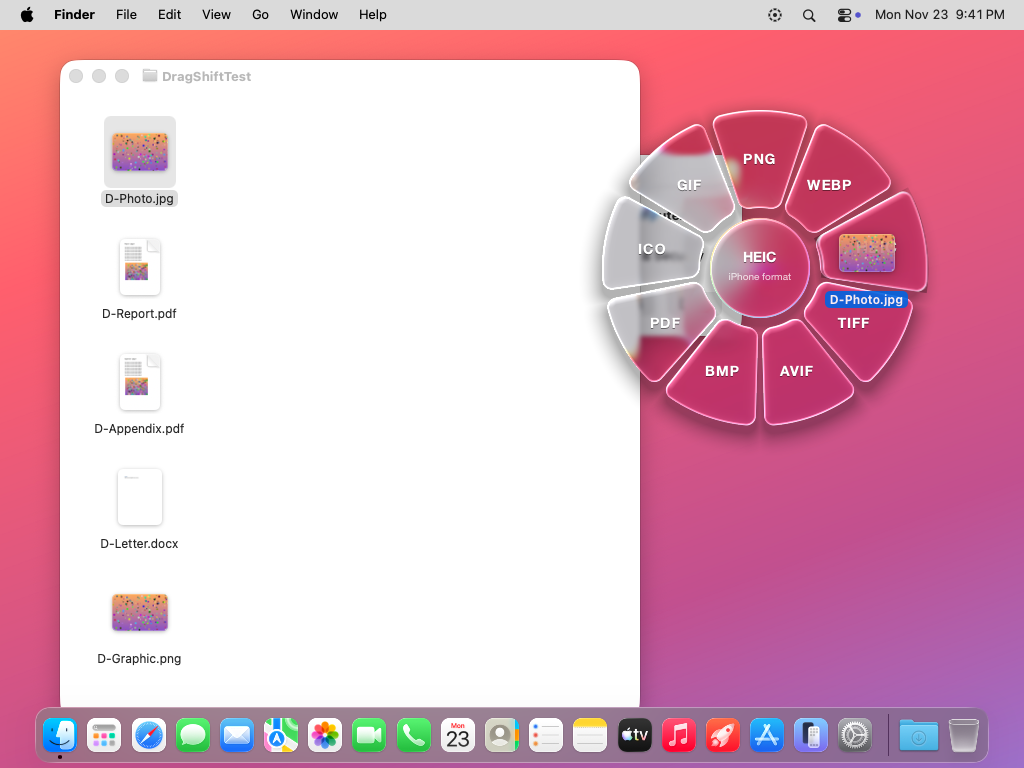 Finder File Edit View Go Window Help
Mon Nov 23 9:41 PM
DragShiftTest
D-Photo.jpg
D-Report.pdf
D-Appendix.pdf
D-Letter.docx
D-Graphic.png
PNG
GIF
WEBP
ICO
HEIC
iPhone format
D-Photo.jpg
PDF
TIFF
BMP
AVIF
Mon
23
tv